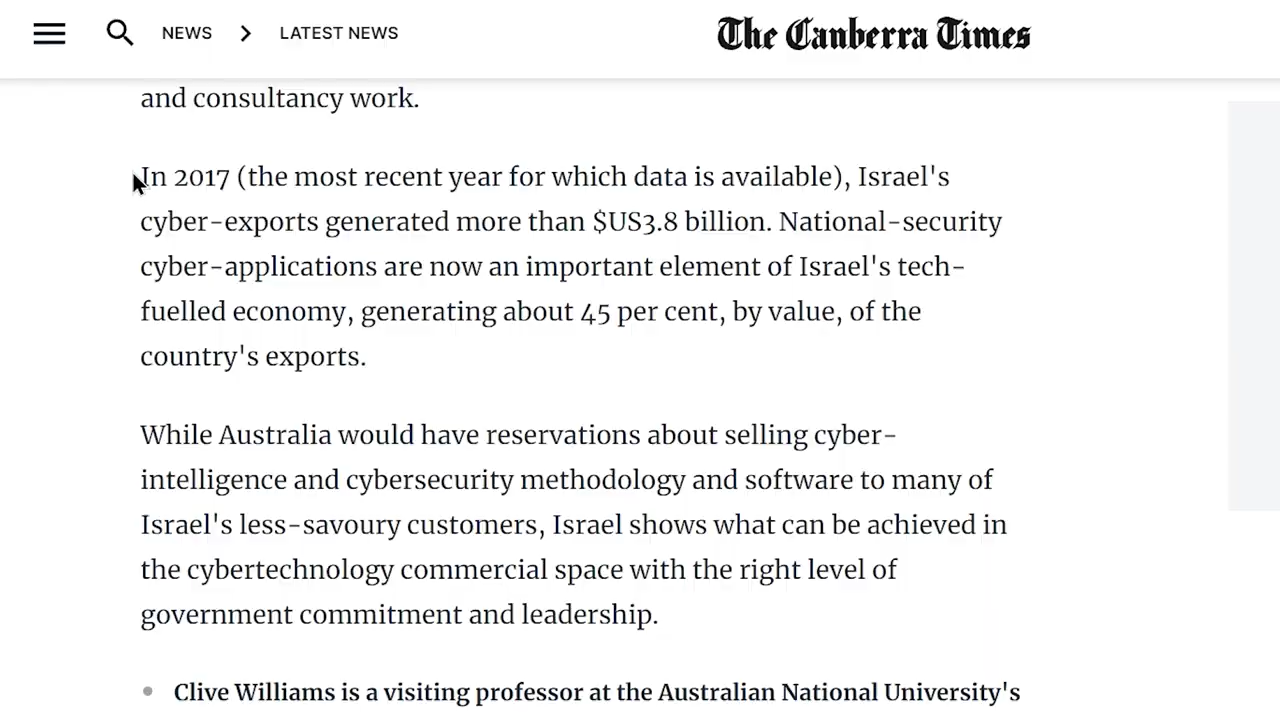 NEWS > LATEST NEWS The Canberra Times
and consultancy work.
In 2017 (the most recent year for which data is available), Israel's
cyber-exports generated more than $US3.8 billion. National-security
cyber-applications are now an important element of Israel's tech-
fuelled economy, generating about 45 per cent, by value, of the
country's exports.
While Australia would have reservations about selling cyber-
intelligence and cybersecurity methodology and software to many of
Israel's less-savoury customers, Israel shows what can be achieved in
the cybertechnology commercial space with the right level of
government commitment and leadership.
• Clive Williams is a visiting professor at the Australian National University's